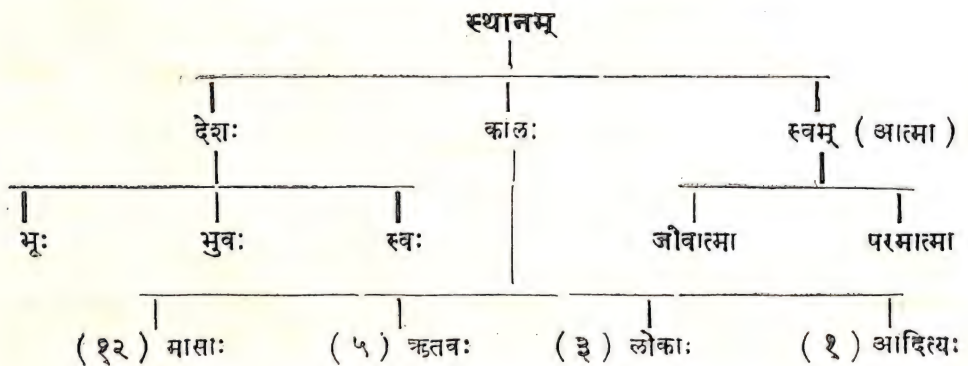 स्थानम्
देशः कालः स्वम् ( आत्मा )
भूः भुवः स्वः जीवात्मा परमात्मा
( १२ ) मासाः ( ५ ) ऋतवः ( ३ ) लोकाः ( १ ) आदित्यः